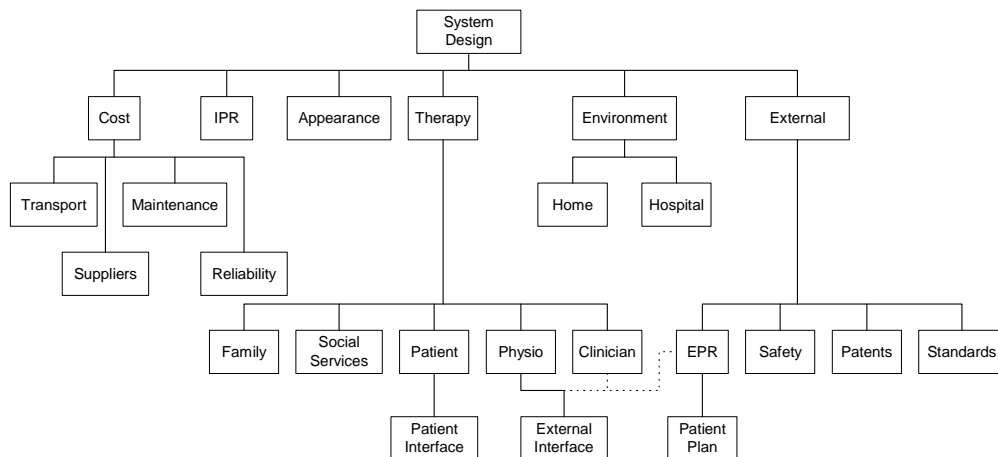 System
Design
Cost
IPR
Appearance
Therapy
Environment
External
Transport
Maintenance
Home
Hospital
Suppliers
Reliability
Family
Social
Services
Patient
Physio
Clinician
EPR
Safety
Patents
Standards
Patient
Interface
External
Interface
Patient
Plan